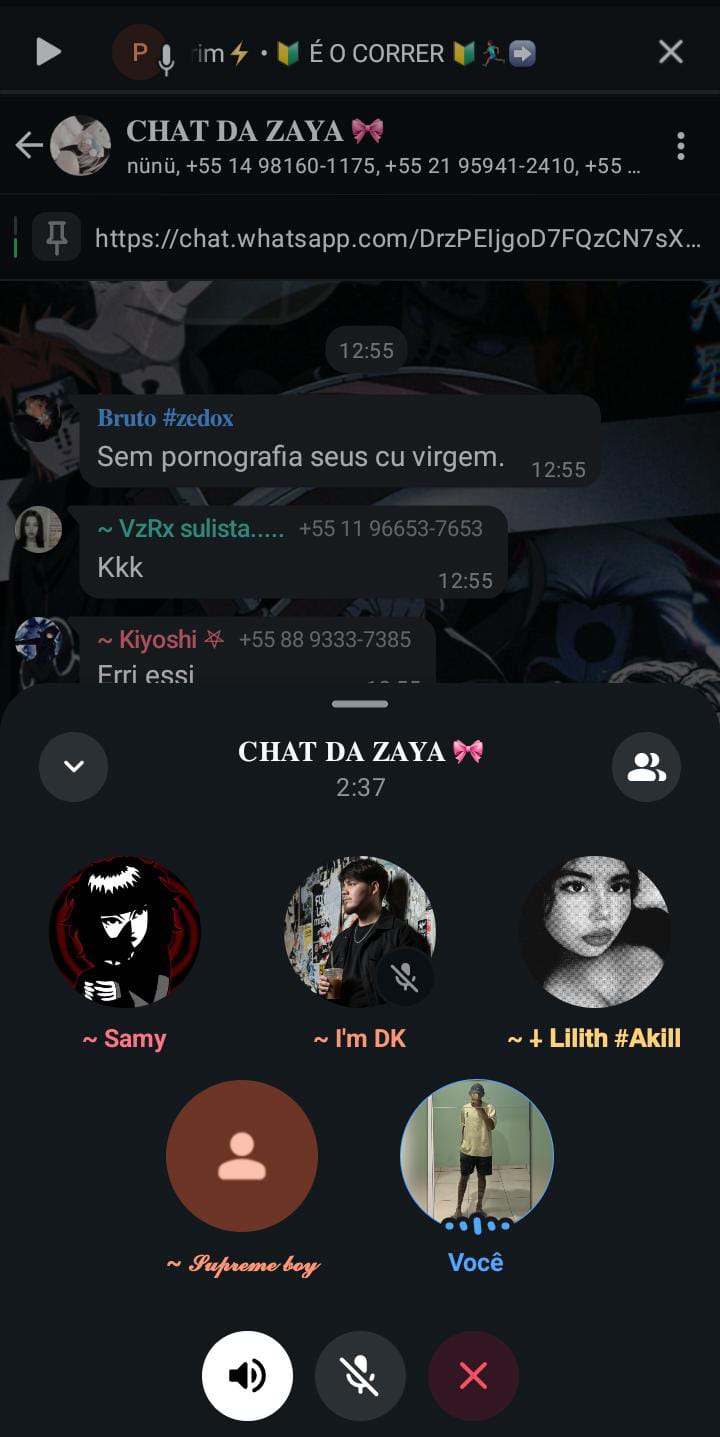 P im⚡ • 🔰 É O CORRER 🔰🏃🏻‍♂️➡️
CHAT DA ZAYA 🎀
nünü, +55 14 98160-1175, +55 21 95941-2410, +55 ...
https://chat.whatsapp.com/DrzPEIjgoD7FQzCN7sX...
12:55
Bruto #zedox
Sem pornografia seus cu virgem. 12:55
~ VzRx sulista..... +55 11 96653-7653
Kkk 12:55
~ Kiyoshi ⛧ +55 88 9333-7385
Erri essi
CHAT DA ZAYA 🎀
2:37
~ Samy
~ I'm DK
~ ⸸ Lilith #Akill
~ 𝓢𝓾𝓹𝓻𝓮𝓶𝓮 𝓫𝓸𝔂
Você